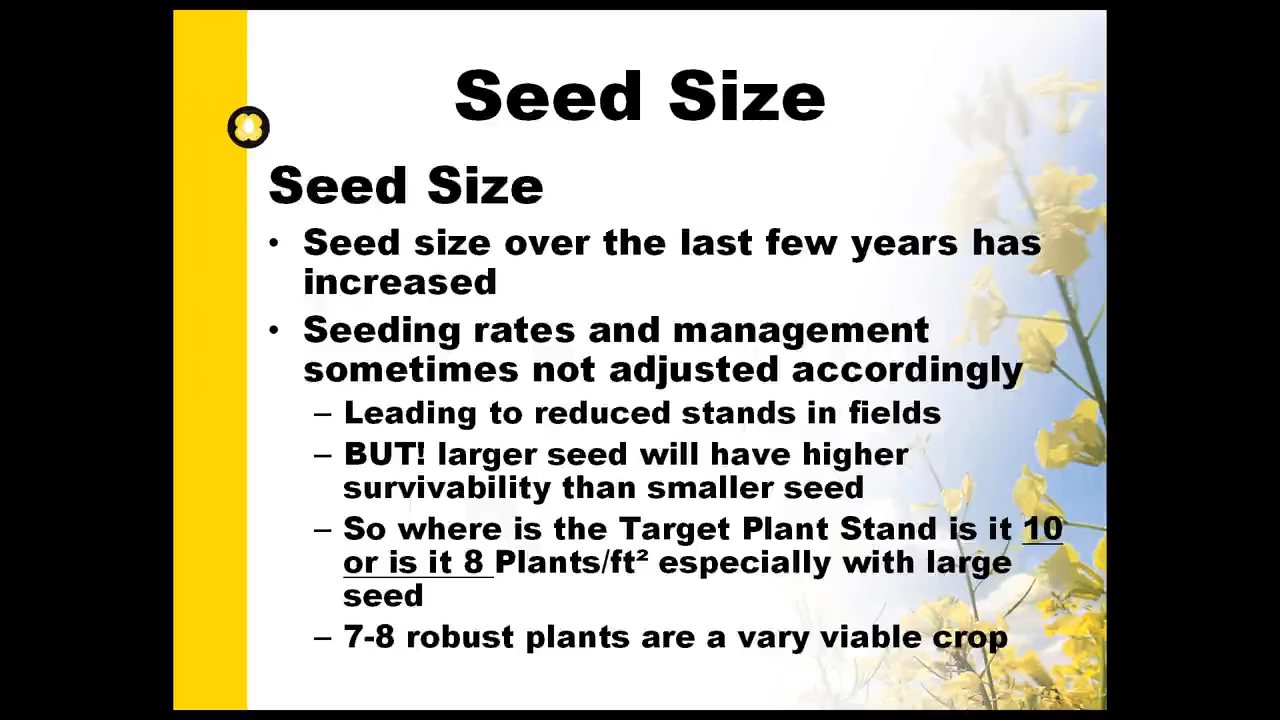 Seed Size
Seed Size
• Seed size over the last few years has
increased
• Seeding rates and management
sometimes not adjusted accordingly
– Leading to reduced stands in fields
– BUT! larger seed will have higher
survivability than smaller seed
– So where is the Target Plant Stand is it 10
or is it 8 Plants/ft² especially with large
seed
– 7-8 robust plants are a vary viable crop